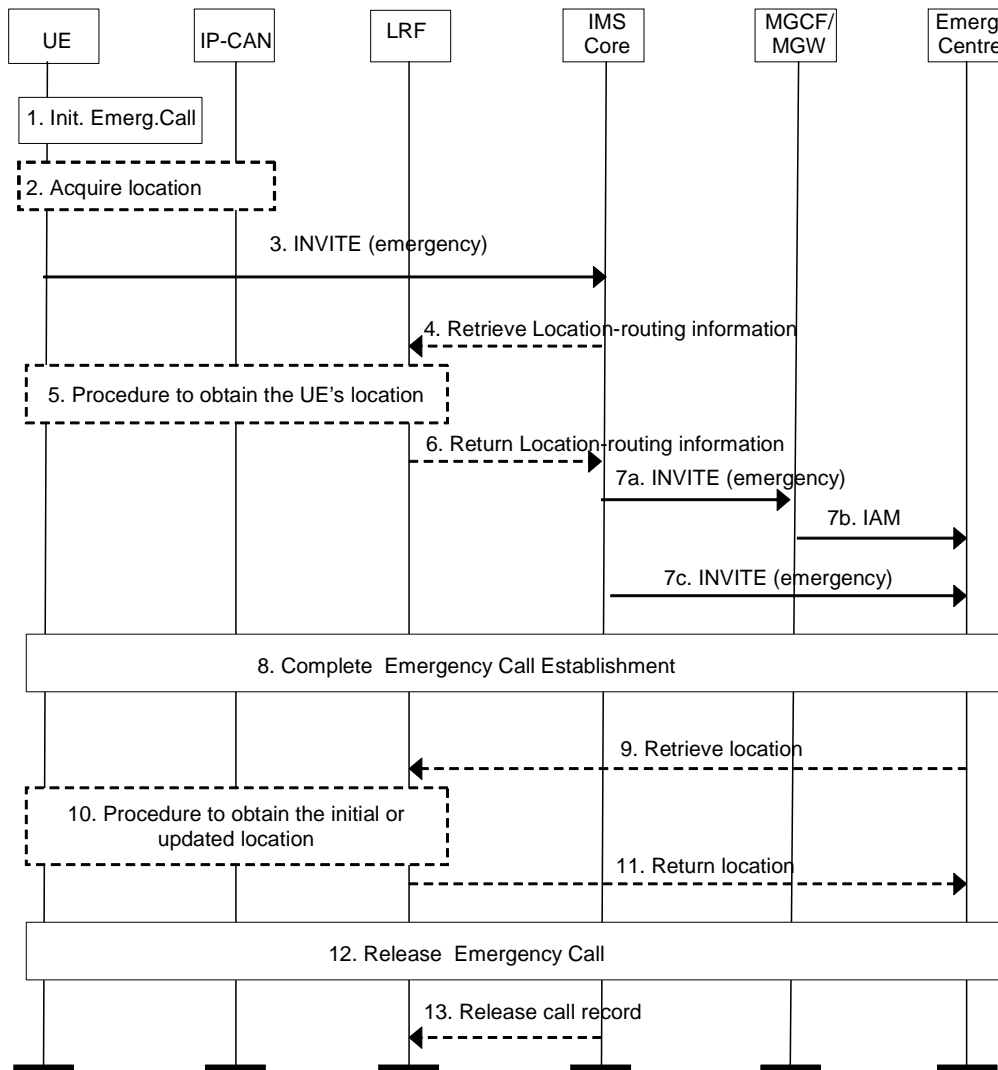 UE
IP-CAN
LRF
IMS
Core
MGCF/
MGW
Emerg
Centre
1. Init. Emerg.Call
2. Acquire location
3. INVITE (emergency)
4. Retrieve Location-routing information
5. Procedure to obtain the UE's location
6. Return Location-routing information
7a. INVITE (emergency)
7b. IAM
7c. INVITE (emergency)
8. Complete Emergency Call Establishment
9. Retrieve location
10. Procedure to obtain the initial or
updated location
11. Return location
12. Release Emergency Call
13. Release call record